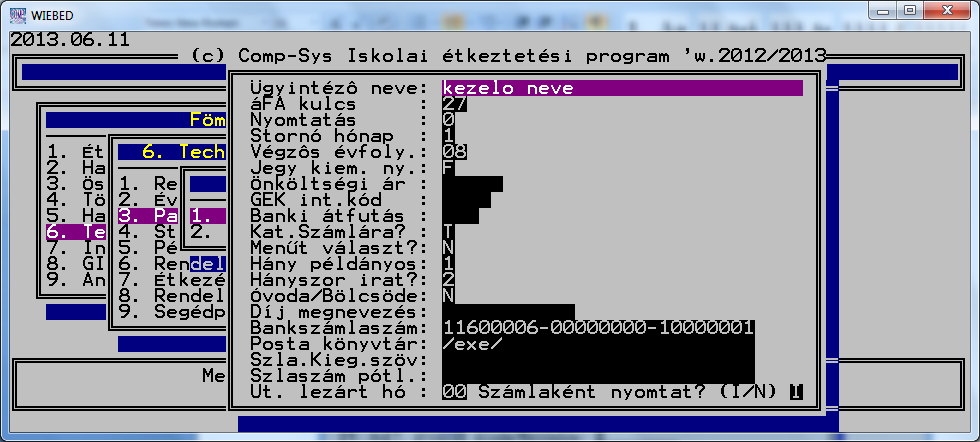 WIEBED
2013.06.11
(c) Comp-Sys Iskolai étkeztetési program 'w.2012/2013
Föm
1. Ét
2. Ha
3. Ös
4. Tö
5. Ha
6. Te
7. In
8. GI
9. An
6. Tech
1. Re
2. Év
3. Pa
4. St
5. Pé
6. Rendel
7. Étkezé
8. Rendel
9. Segédp
1.
2.
Ügyintézô neve: kezelo neve
áFA kulcs : 27
Nyomtatás : 0
Stornó hónap : 1
Végzôs évfoly.: 08
Jegy kiem. ny.: F
Önköltségi ár :
GEK int.kód :
Banki átfutás :
Kat.Számlára? : T
Menűt választ?: N
Hány példányos: 1
Hányszor irat?: 2
Óvoda/Bölcsöde: N
Díj megnevezés:
Bankszámlaszám: 11600006-00000000-10000001
Posta könyvtár: /exe/
Szla.Kieg.szöv:
Szlaszám pótl.:
Ut. lezárt hó : 00 Számlaként nyomtat? (I/N) I
Me